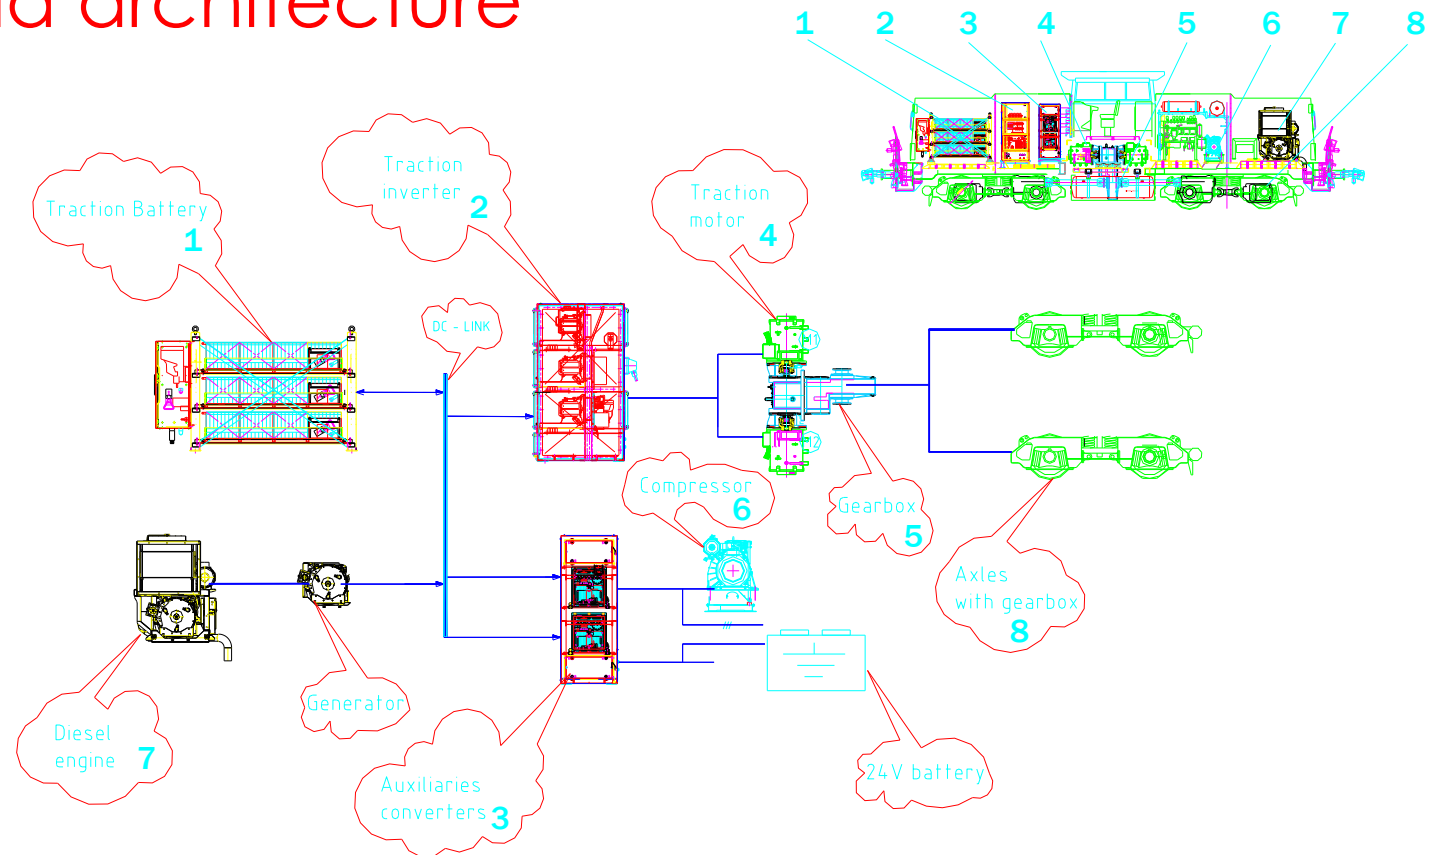 architecture
1 2 3 4 5 6 7 8
Traction
inverter
2
Traction Battery
1
Traction
motor
4
DC - LINK
Compressor
6
Gearbox
5
Axles
with gearbox
8
Generator
Diesel
engine
7
Auxiliaries
converters
3
24V battery